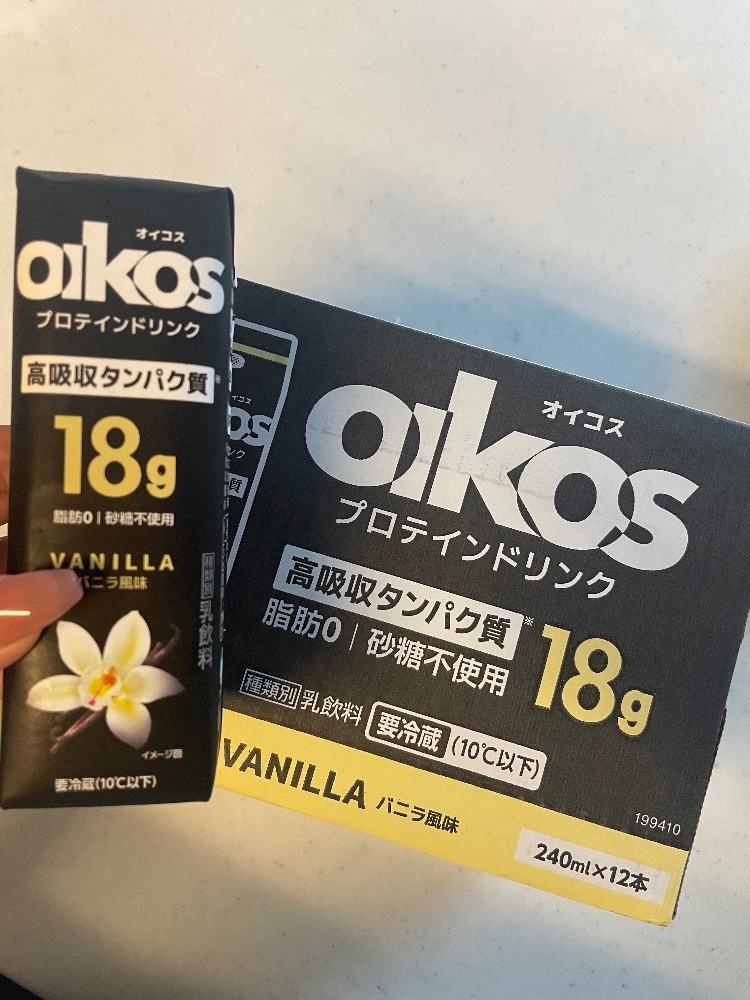 オイコス
oikos
プロテインドリンク
高吸収タンパク質※
18g
脂肪0 | 砂糖不使用
VANILLA
バニラ風味
種類別 乳飲料
イメージ図
要冷蔵(10℃以下)
オイコス
oikos
プロテインドリンク
高吸収タンパク質※
18g
脂肪0 | 砂糖不使用
種類別 乳飲料 要冷蔵 (10℃以下)
VANILLA バニラ風味
199410
240ml×12本